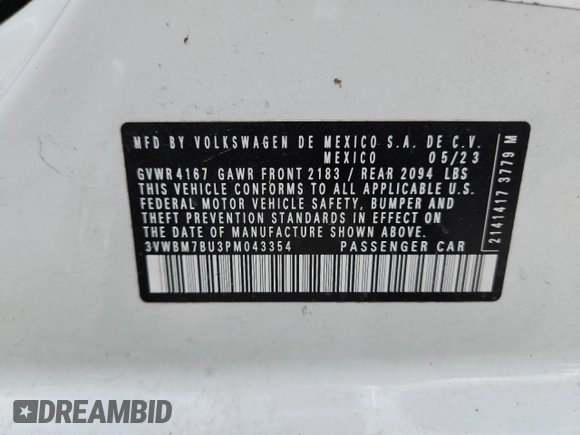 MFD BY VOLKSWAGEN DE MEXICO S.A. DE C.V.
MEXICO 05/23
GVWR 4167 GAWR FRONT 2183 / REAR 2094 LBS
THIS VEHICLE CONFORMS TO ALL APPLICABLE U.S.
FEDERAL MOTOR VEHICLE SAFETY, BUMPER AND
THEFT PREVENTION STANDARDS IN EFFECT ON
THE DATE OF MANUFACTURE SHOWN ABOVE.
3VWBM7BU3PM043354 PASSENGER CAR
2141417 3779 M
DREAMBID